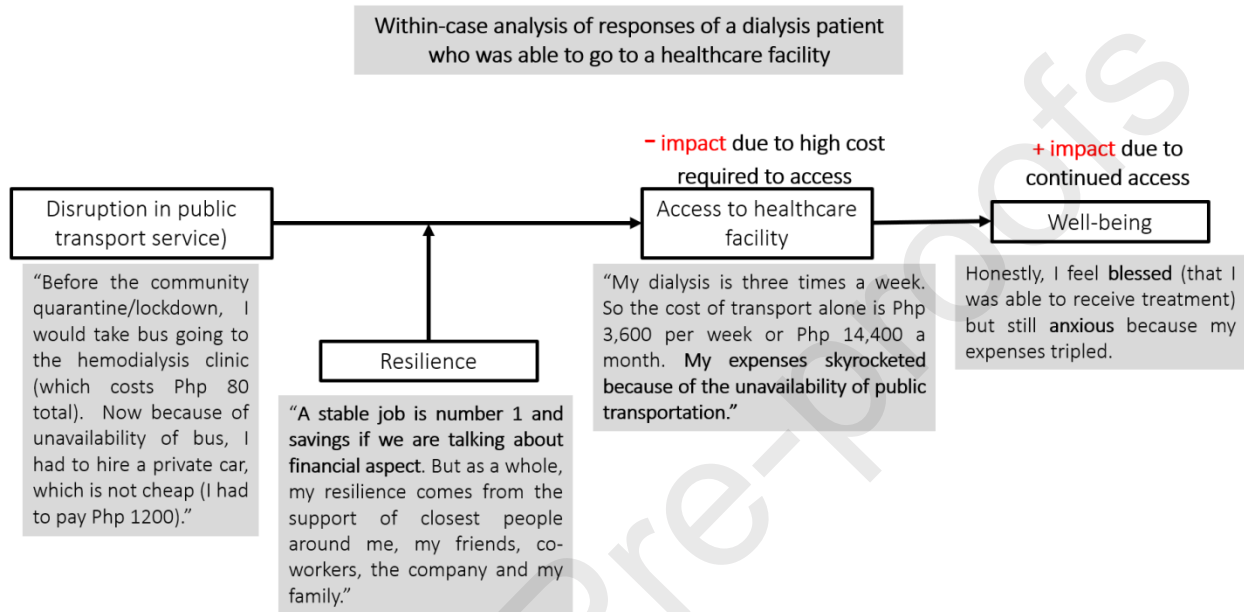 Within-case analysis of responses of a dialysis patient
who was able to go to a healthcare facility
– impact due to high cost
required to access
+ impact due to
continued access
Disruption in public
transport service)
Access to healthcare
facility
Well-being
“Before the community
quarantine/lockdown, I
would take bus going to
the hemodialysis clinic
(which costs Php 80
total). Now because of
unavailability of bus, I
had to hire a private car,
which is not cheap (I had
to pay Php 1200).”
Resilience
“A stable job is number 1 and
savings if we are talking about
financial aspect. But as a whole,
my resilience comes from the
support of closest people
around me, my friends, co-
workers, the company and my
family.”
“My dialysis is three times a week.
So the cost of transport alone is Php
3,600 per week or Php 14,400 a
month. My expenses skyrocketed
because of the unavailability of public
transportation.”
Honestly, I feel blessed (that I
was able to receive treatment)
but still anxious because my
expenses tripled.
Pre-proofs